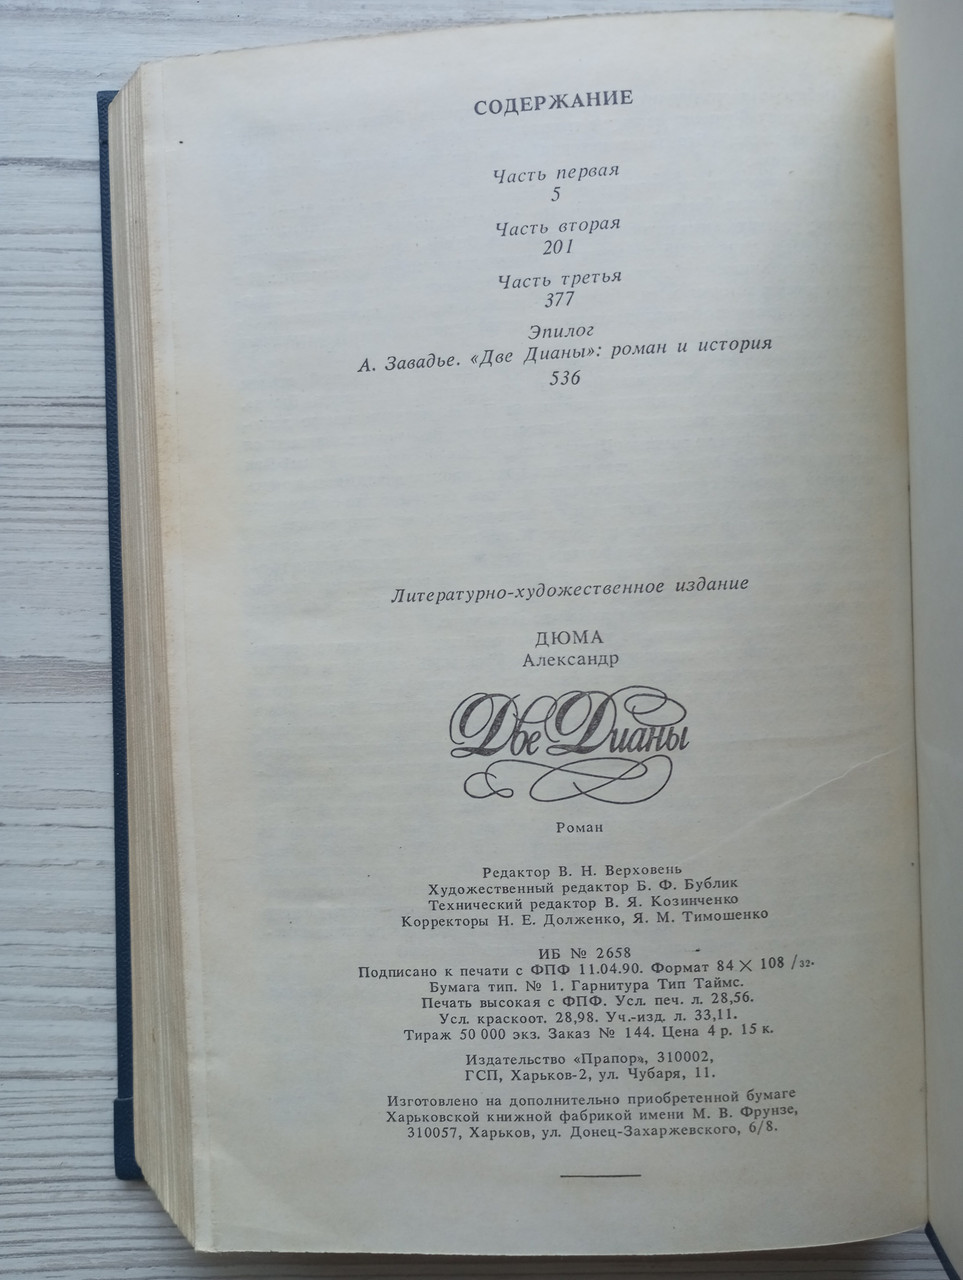 СОДЕРЖАНИЕ
Часть первая
5
Часть вторая
201
Часть третья
377
Эпилог
А. Завадье. «Две Дианы»: роман и история
536
Литературно-художественное издание
ДЮМА
Александр
Две Дианы
Роман
Редактор В. Н. Верховень
Художественный редактор Б. Ф. Бублик
Технический редактор В. Я. Козинченко
Корректоры Н. Е. Долженко, Я. М. Тимошенко
ИБ № 2658
Подписано к печати с ФПФ 11.04.90. Формат 84 × 108 /32.
Бумага тип. № 1. Гарнитура Тип Таймс.
Печать высокая с ФПФ. Усл. печ. л. 28,56.
Усл. краскоот. 28,98. Уч.-изд. л. 33,11.
Тираж 50 000 экз. Заказ № 144. Цена 4 р. 15 к.
Издательство «Прапор», 310002,
ГСП, Харьков-2, ул. Чубаря, 11.
Изготовлено на дополнительно приобретенной бумаге
Харьковской книжной фабрикой имени М. В. Фрунзе,
310057, Харьков, ул. Донец-Захаржевского, 6/8.